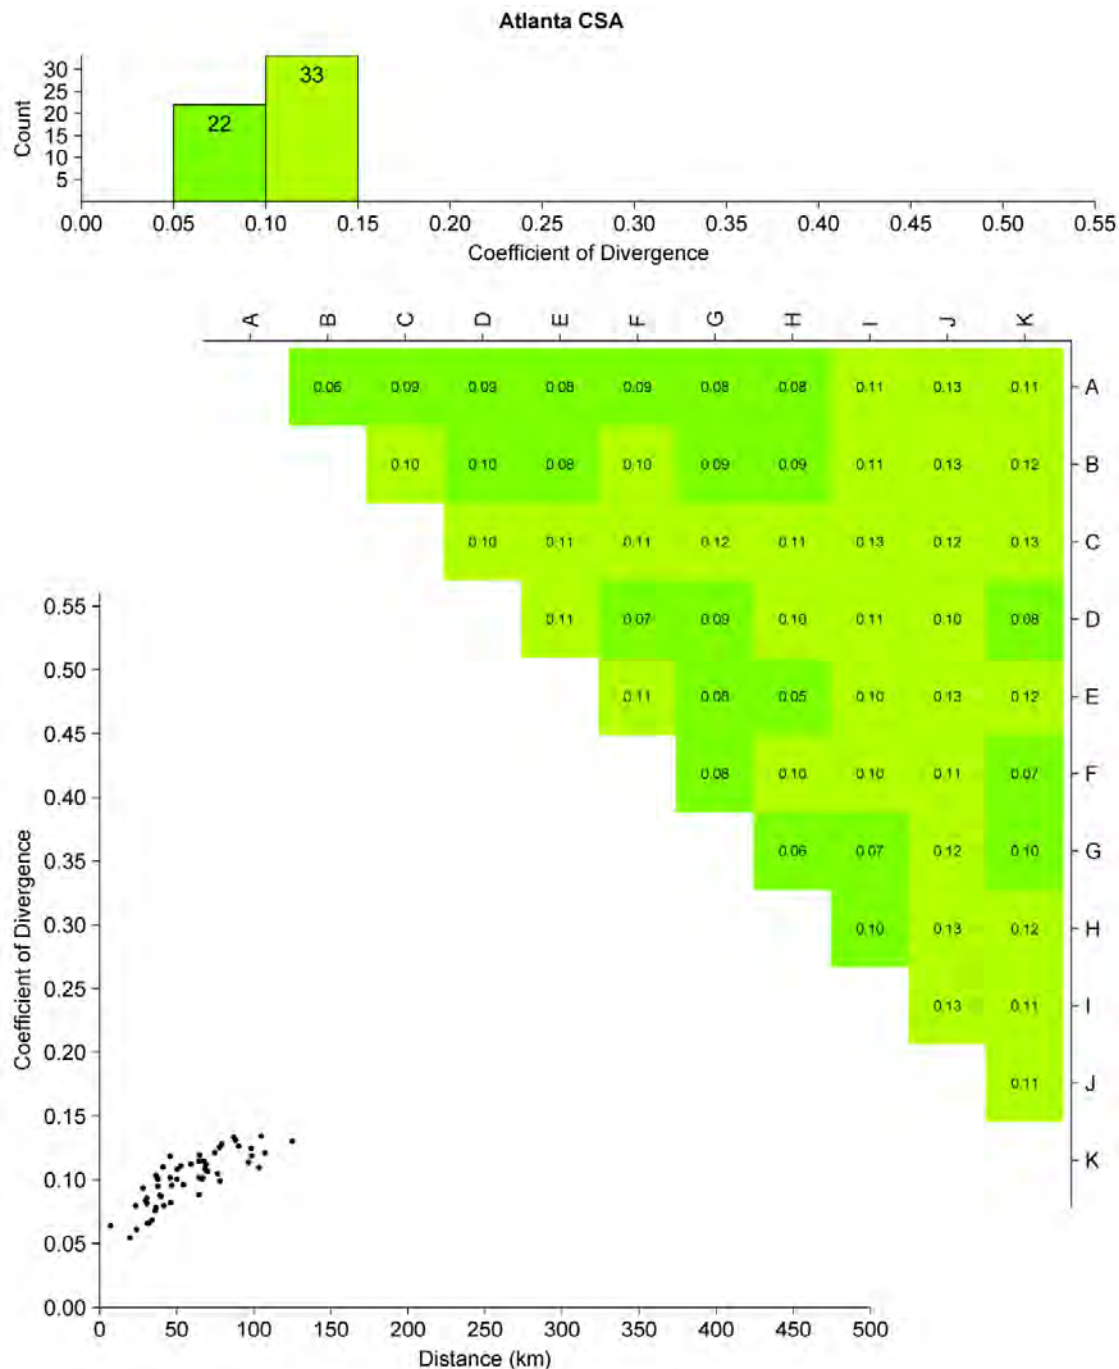 Atlanta CSA
30
25
20
15
10
5
Count
33
22
0.00 0.05 0.10 0.15 0.20 0.25 0.30 0.35 0.40 0.45 0.50 0.55
Coefficient of Divergence
A B C D E F G H I J K
0.06 0.09 0.09 0.08 0.09 0.08 0.08 0.11 0.13 0.11 A
0.10 0.10 0.08 0.10 0.09 0.09 0.11 0.13 0.12 B
0.10 0.11 0.11 0.12 0.11 0.13 0.12 0.13 C
0.11 0.07 0.09 0.10 0.11 0.10 0.08 D
0.11 0.08 0.05 0.10 0.13 0.12 E
0.08 0.10 0.10 0.11 0.07 F
0.06 0.07 0.12 0.10 G
0.10 0.13 0.12 H
0.13 0.11 I
0.11 J
K
0.55
0.50
0.45
0.40
0.35
0.30
0.25
0.20
0.15
0.10
0.05
0.00
Coefficient of Divergence
0 50 100 150 200 250 300 350 400 450 500
Distance (km)